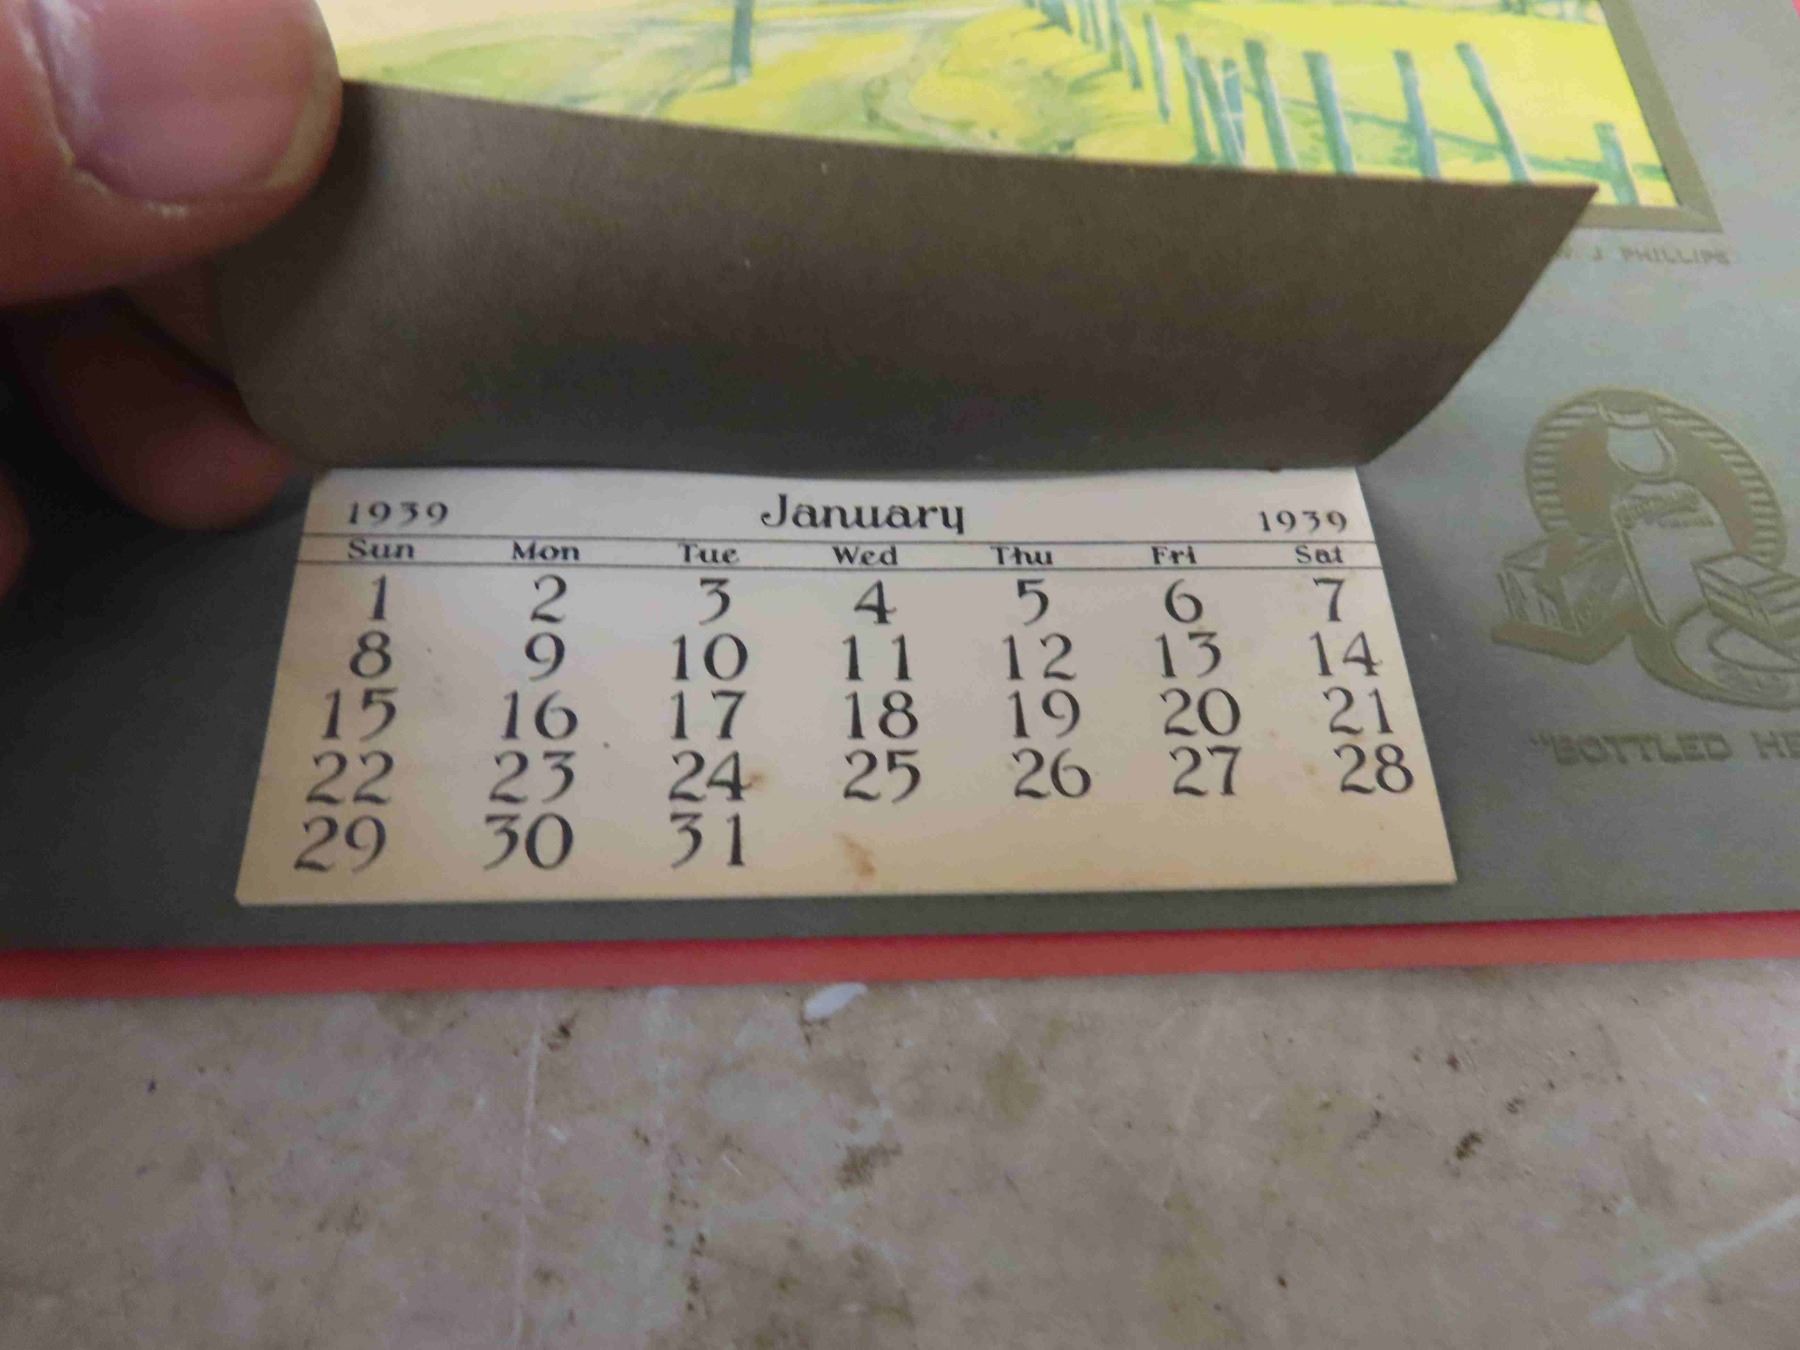 W. J PHILLIPS
1939 January 1939
Sun Mon Tue Wed Thu Fri Sat
1 2 3 4 5 6 7
8 9 10 11 12 13 14
15 16 17 18 19 20 21
22 23 24 25 26 27 28
29 30 31
"BOTTLED HE